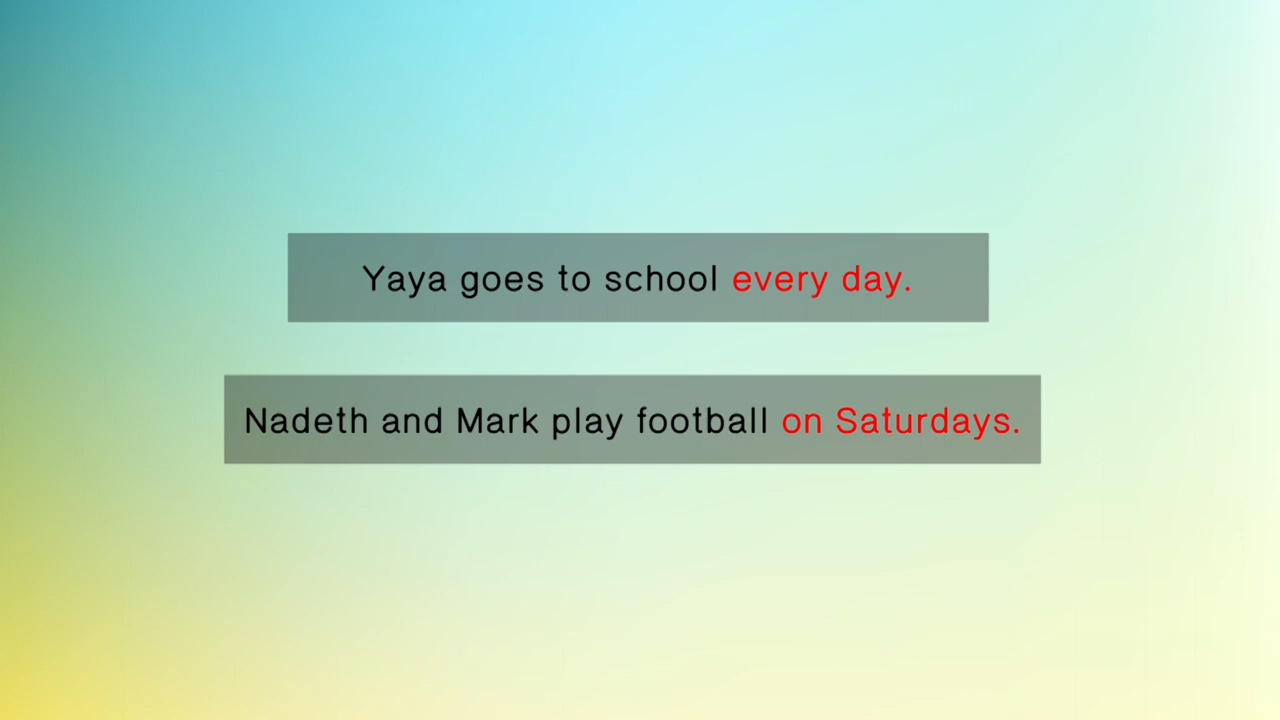 Yaya goes to school every day.
Nadeth and Mark play football on Saturdays.